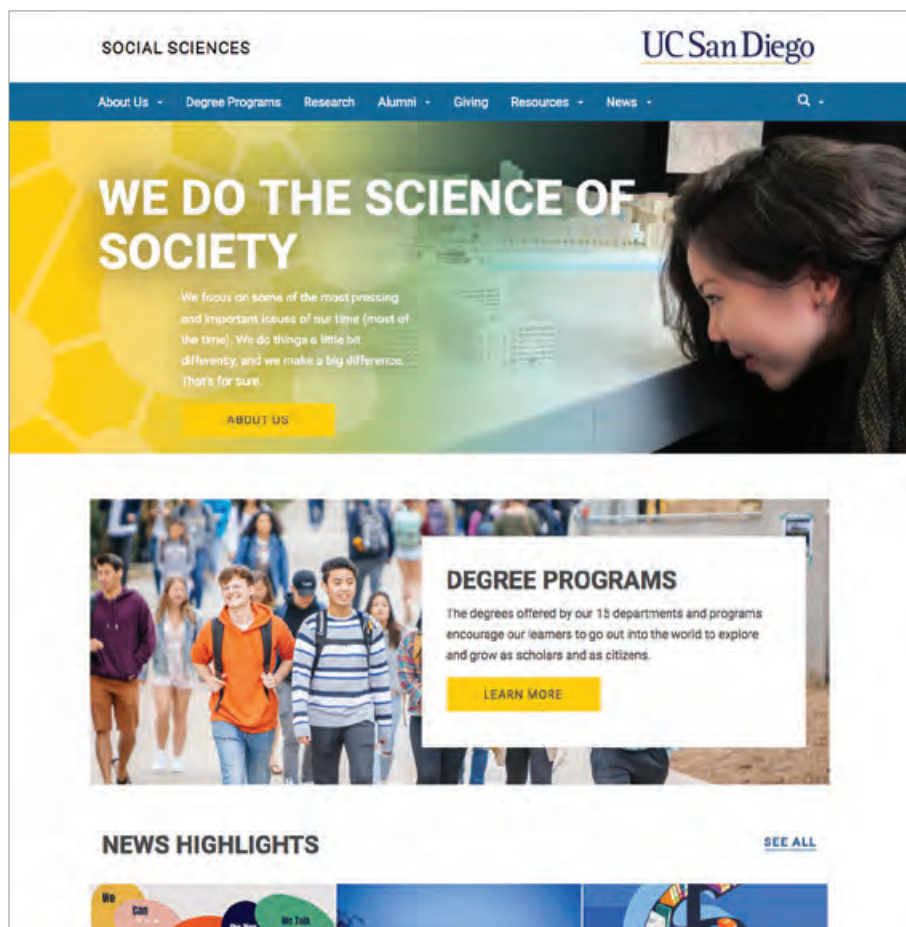 SOCIAL SCIENCES
UC San Diego
About Us
Degree Programs
Research
Alumni
Giving
Resources
News
WE DO THE SCIENCE OF
SOCIETY
We focus on some of the most pressing
and important issues of our time (most of
the time). We do things a little bit
differently, and we make a big difference.
That's for sure.
ABOUT US
DEGREE PROGRAMS
The degrees offered by our 15 departments and programs
encourage our learners to go out into the world to explore
and grow as scholars and as citizens.
LEARN MORE
NEWS HIGHLIGHTS
SEE ALL
We
Can
We Talk